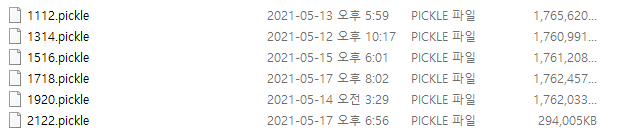 1112.pickle 2021-05-13 오후 5:59 PICKLE 파일 1,765,620...
1314.pickle 2021-05-12 오후 10:17 PICKLE 파일 1,760,991...
1516.pickle 2021-05-15 오후 6:01 PICKLE 파일 1,761,208...
1718.pickle 2021-05-17 오후 8:02 PICKLE 파일 1,762,457...
1920.pickle 2021-05-14 오전 3:29 PICKLE 파일 1,762,033...
2122.pickle 2021-05-17 오후 6:56 PICKLE 파일 294,005KB